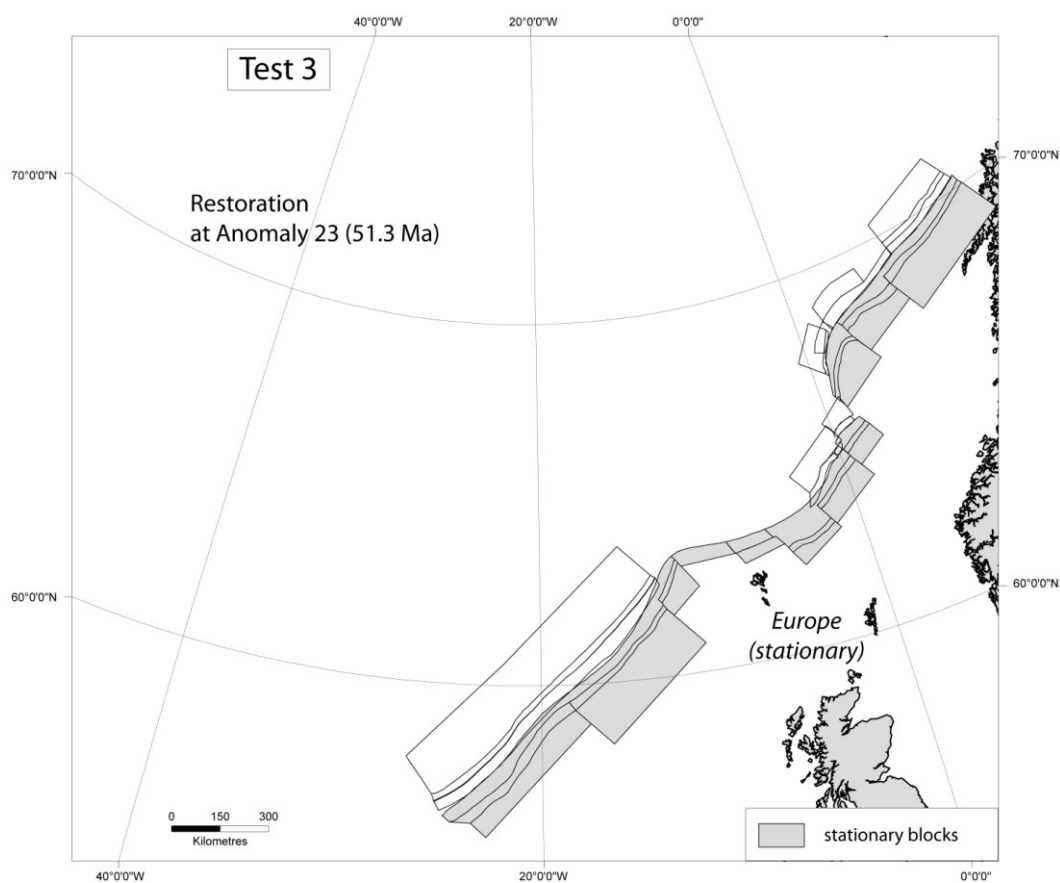 40°0'0"W
20°0'0"W
0°0'0"
Test 3
70°0'0"N
70°0'0"N
Restoration
at Anomaly 23 (51.3 Ma)
60°0'0"N
60°0'0"N
Europe
(stationary)
0 150 300
Kilometres
stationary blocks
40°0'0"W
20°0'0"W
0°0'0"